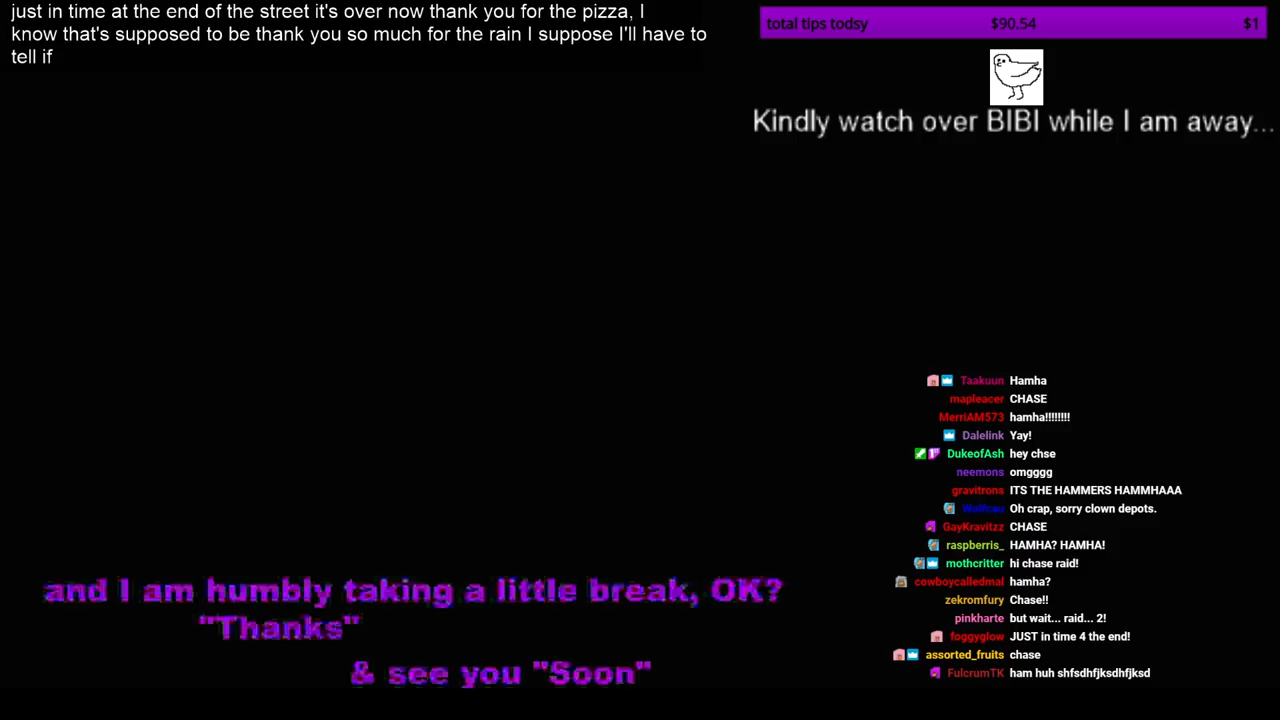 just in time at the end of the street it's over now thank you for the pizza, I
know that's supposed to be thank you so much for the rain I suppose I'll have to
tell if
total tips todsy $90.54 $1
Kindly watch over BIBI while I am away...
Taakuun Hamha
mapleacer CHASE
MerriAM573 hamha!!!!!!!!
Dalelink Yay!
DukeofAsh hey chse
neemons omgggg
gravitrons ITS THE HAMMERS HAMMHAAA
Wolfcau Oh crap, sorry clown depots.
GayKravitzz CHASE
raspberris_ HAMHA? HAMHA!
mothcritter hi chase raid!
cowboycalledmal hamha?
zekromfury Chase!!
pinkharte but wait... raid... 2!
foggyglow JUST in time 4 the end!
assorted_fruits chase
FulcrumTK ham huh shfsdhfjksdhfjksd
and I am humbly taking a little break, OK?
"Thanks"
& see you "Soon"